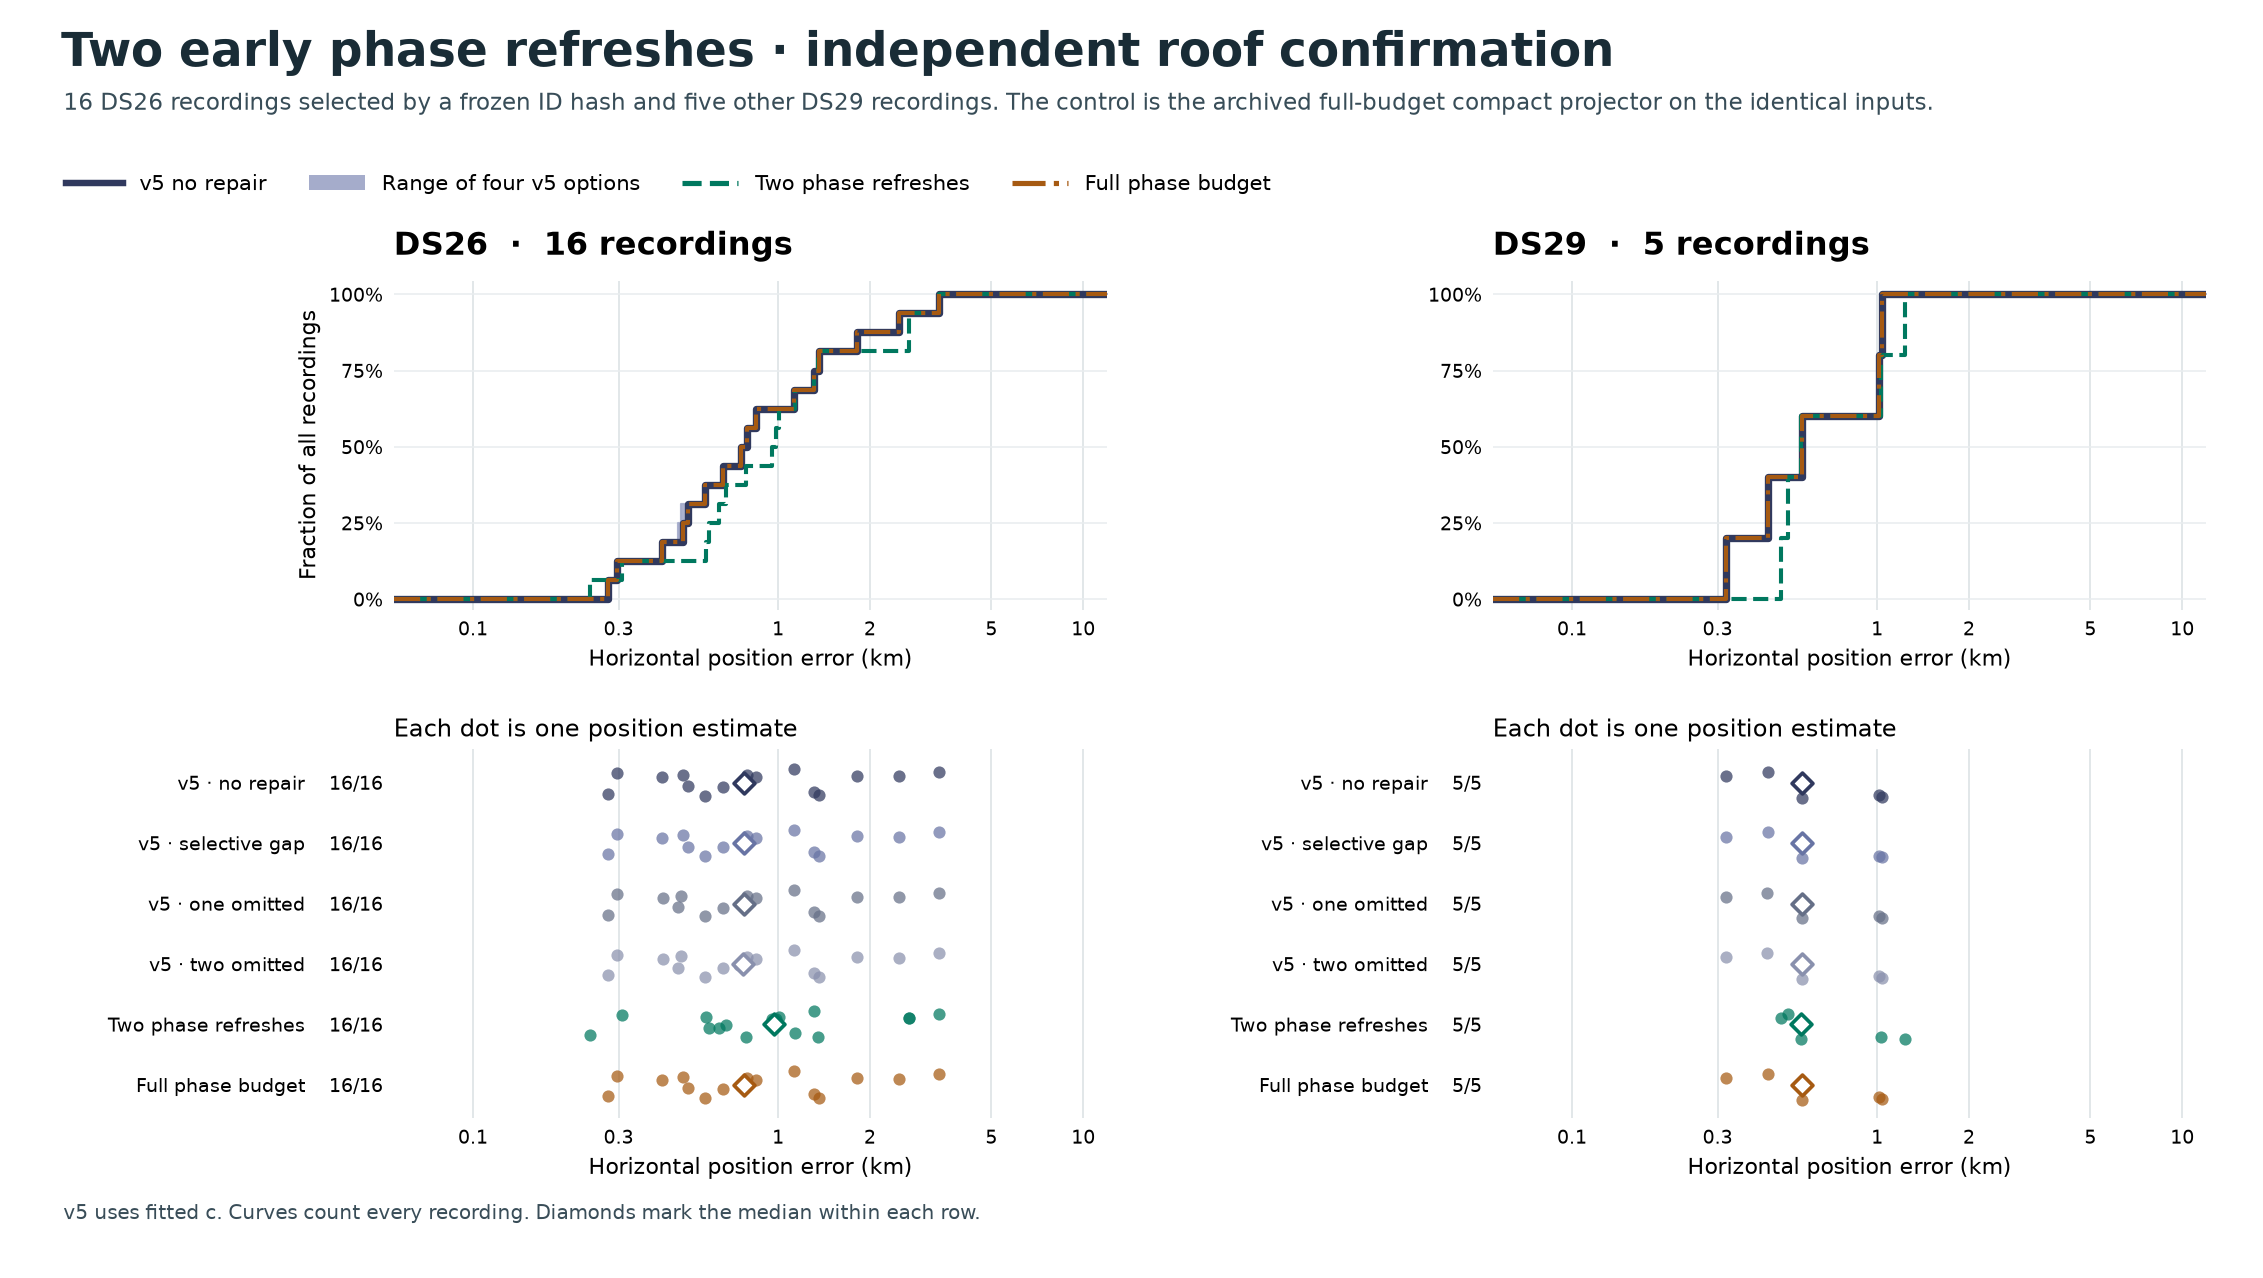 Two early phase refreshes · independent roof confirmation
16 DS26 recordings selected by a frozen ID hash and five other DS29 recordings. The control is the archived full-budget compact projector on the identical inputs.
v5 no repair
Range of four v5 options
Two phase refreshes
Full phase budget
DS26 · 16 recordings
Fraction of all recordings
100%
75%
50%
25%
0%
0.1 0.3 1 2 5 10
Horizontal position error (km)
DS29 · 5 recordings
100%
75%
50%
25%
0%
0.1 0.3 1 2 5 10
Horizontal position error (km)
Each dot is one position estimate
v5 · no repair 16/16
v5 · selective gap 16/16
v5 · one omitted 16/16
v5 · two omitted 16/16
Two phase refreshes 16/16
Full phase budget 16/16
0.1 0.3 1 2 5 10
Horizontal position error (km)
Each dot is one position estimate
v5 · no repair 5/5
v5 · selective gap 5/5
v5 · one omitted 5/5
v5 · two omitted 5/5
Two phase refreshes 5/5
Full phase budget 5/5
0.1 0.3 1 2 5 10
Horizontal position error (km)
v5 uses fitted c. Curves count every recording. Diamonds mark the median within each row.